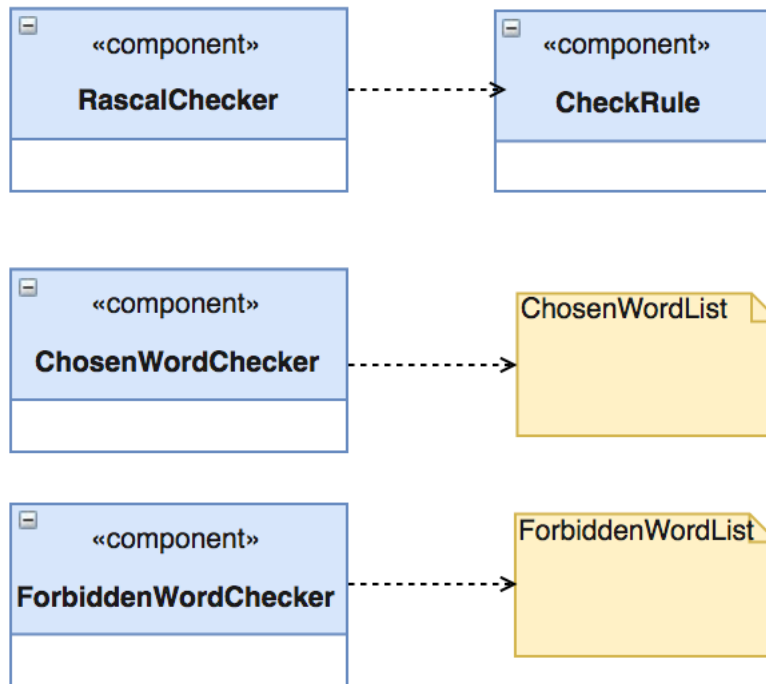 «component»
RascalChecker
«component»
CheckRule
«component»
ChosenWordChecker
ChosenWordList
«component»
ForbiddenWordChecker
ForbiddenWordList